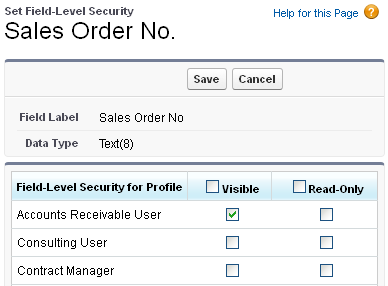 Set Field-Level Security
Help for this Page ?
Sales Order No.
Save Cancel
Field Label Sales Order No
Data Type Text(8)
Field-Level Security for Profile Visible Read-Only
Accounts Receivable User
Consulting User
Contract Manager